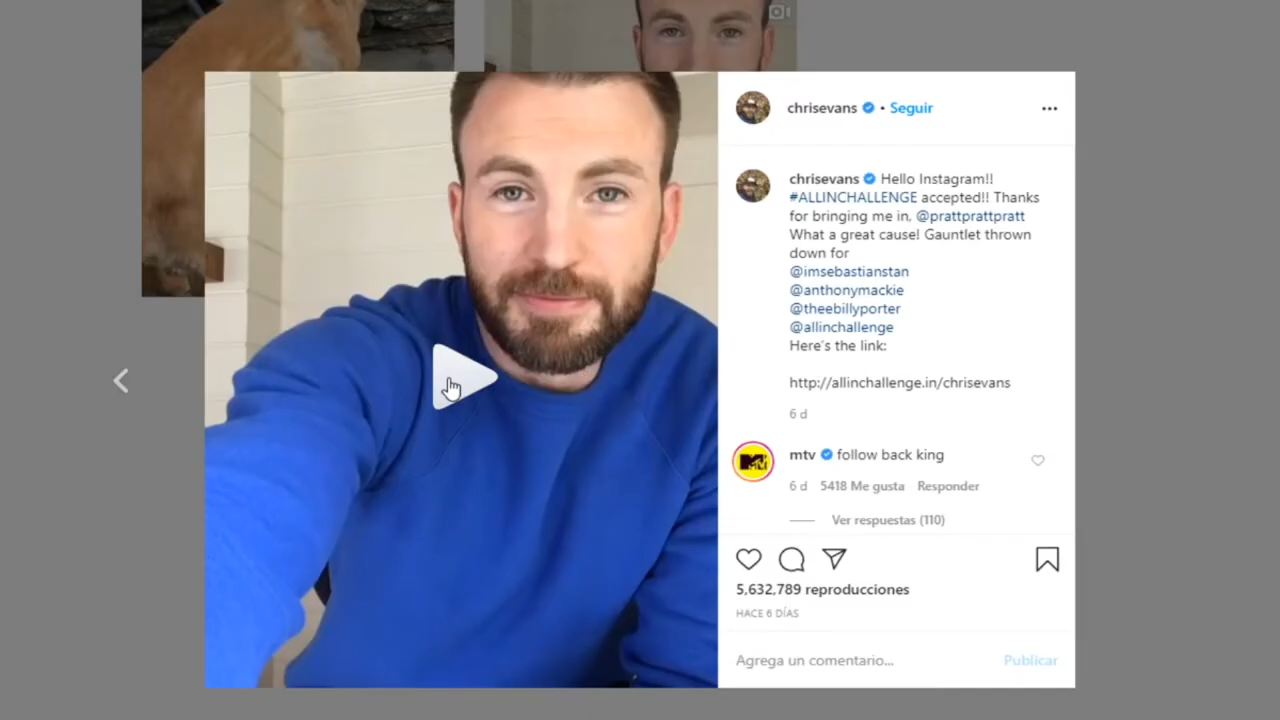 chrisevans • Seguir
chrisevans Hello Instagram!!
#ALLINCHALLENGE accepted!! Thanks
for bringing me in, @prattprattpratt
What a great cause! Gauntlet thrown
down for
@imsebastianstan
@anthonymackie
@theebillyporter
@allinchallenge
Here's the link:
http://allinchallenge.in/chrisevans
6 d
mtv follow back king
6 d 5418 Me gusta Responder
Ver respuestas (110)
5,632,789 reproducciones
HACE 6 DÍAS
Agrega un comentario... Publicar